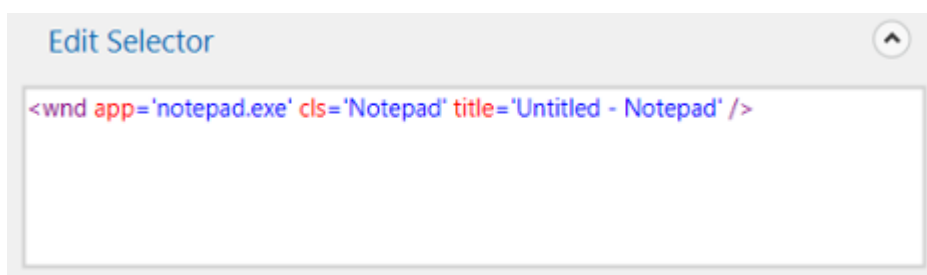 Edit Selector
<wnd app='notepad.exe' cls='Notepad' title='Untitled - Notepad' />